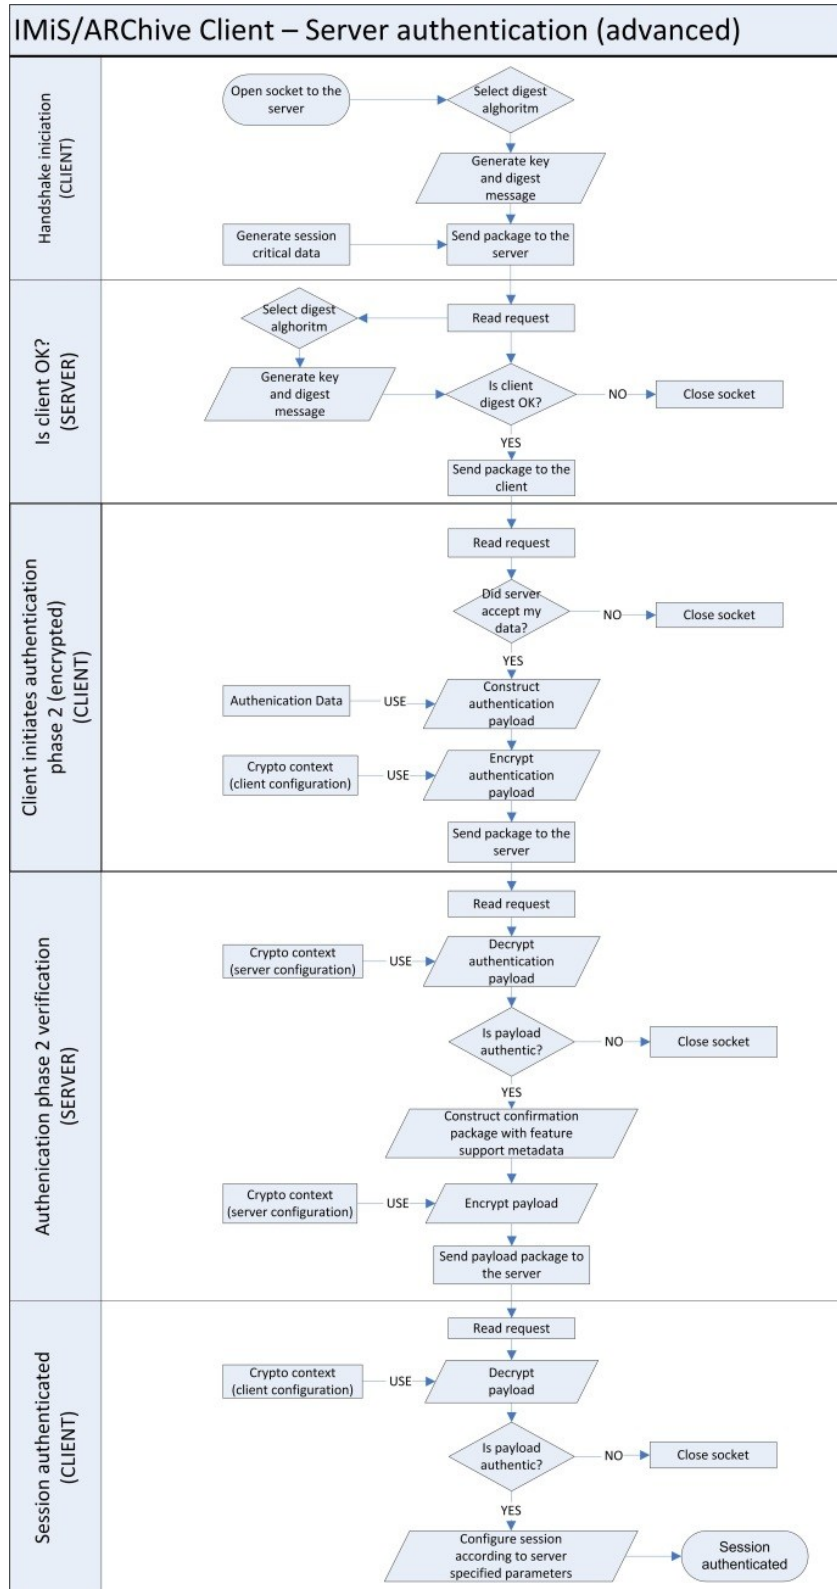 IMiS/ARChive Client – Server authentication (advanced)
Handshake iniciation
(CLIENT)
Open socket to the
server
Select digest
alghoritm
Generate key
and digest
message
Generate session
critical data
Send package to the
server
Is client OK?
(SERVER)
Select digest
alghoritm
Read request
Generate key
and digest
message
Is client
digest OK?
NO
Close socket
YES
Send package to the
client
Client initiates authentication
phase 2 (encrypted)
(CLIENT)
Read request
Did server
accept my
data?
NO
Close socket
YES
Authenication Data
USE
Construct
authentication
payload
Crypto context
(client configuration)
USE
Encrypt
authentication
payload
Send package to the
server
Authenication phase 2 verification
(SERVER)
Read request
Crypto context
(server configuration)
USE
Decrypt
authentication
payload
Is payload
authentic?
NO
Close socket
YES
Construct confirmation
package with feature
support metadata
Crypto context
(server configuration)
USE
Encrypt payload
Send payload package to
the server
Session authenticated
(CLIENT)
Read request
Crypto context
(client configuration)
USE
Decrypt
payload
Is payload
authentic?
NO
Close socket
YES
Configure session
according to server
specified parameters
Session
authenticated